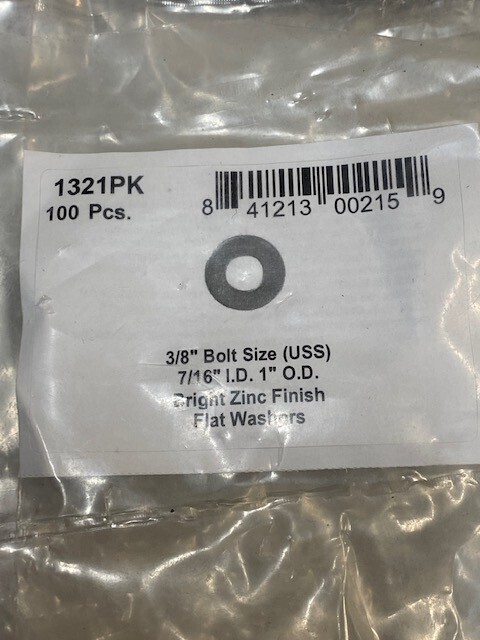 1321PK
100 Pcs.
8 41213 00215 9
3/8" Bolt Size (USS)
7/16" I.D. 1" O.D.
Bright Zinc Finish
Flat Washers